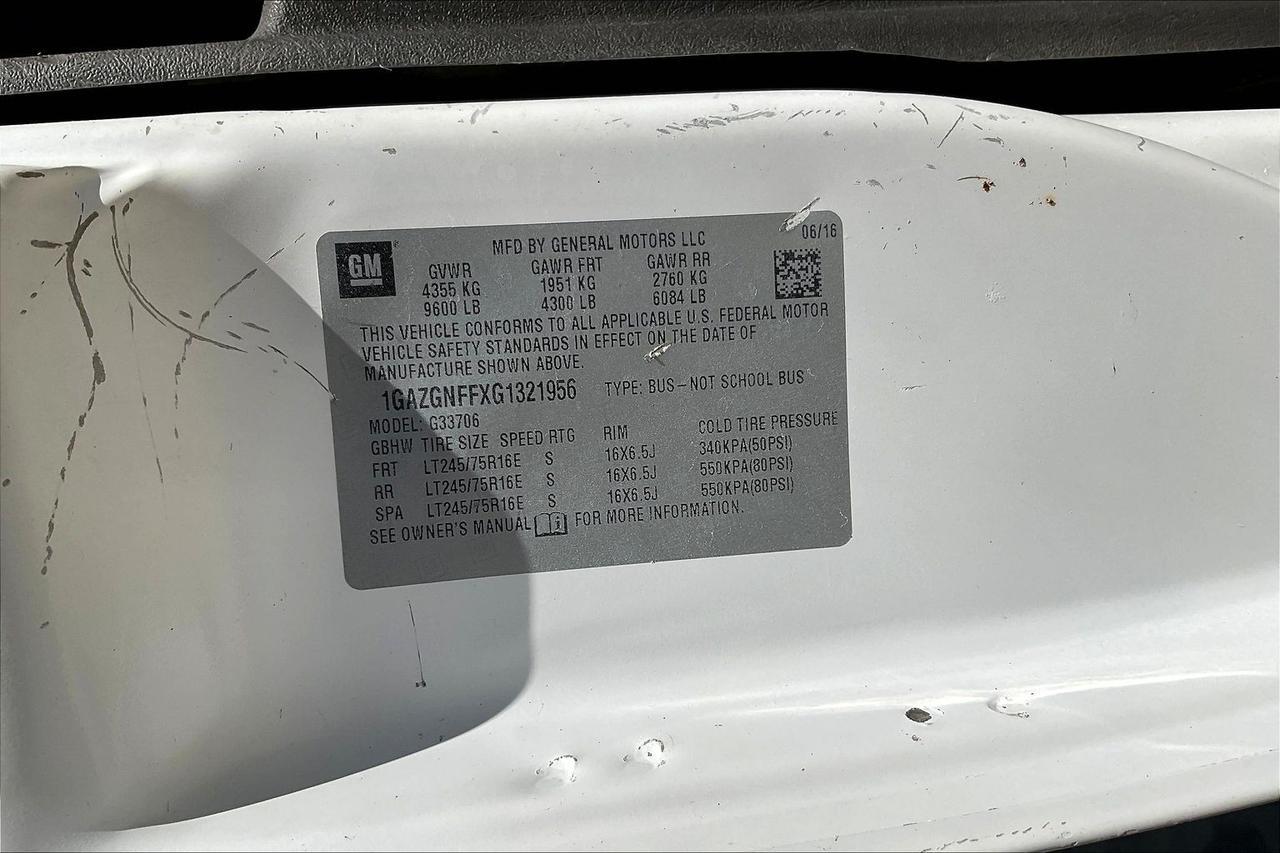 GM
MFD BY GENERAL MOTORS LLC 06/16
GVWR GAWR FRT GAWR RR
4355 KG 1951 KG 2760 KG
9600 LB 4300 LB 6084 LB
THIS VEHICLE CONFORMS TO ALL APPLICABLE U.S. FEDERAL MOTOR
VEHICLE SAFETY STANDARDS IN EFFECT ON THE DATE OF
MANUFACTURE SHOWN ABOVE.
1GAZGNFFXG1321956 TYPE: BUS-NOT SCHOOL BUS
MODEL: G33706
GBHW TIRE SIZE SPEED RTG RIM COLD TIRE PRESSURE
FRT LT245/75R16E S 16X6.5J 340KPA(50PSI)
RR LT245/75R16E S 16X6.5J 550KPA(80PSI)
SPA LT245/75R16E S 16X6.5J 550KPA(80PSI)
SEE OWNER'S MANUAL FOR MORE INFORMATION.